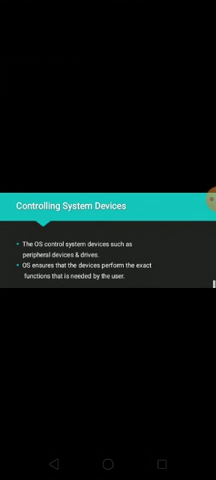 Controlling System Devices
• The OS control system devices such as
peripheral devices & drives.
• OS ensures that the devices perform the exact
functions that is needed by the user.